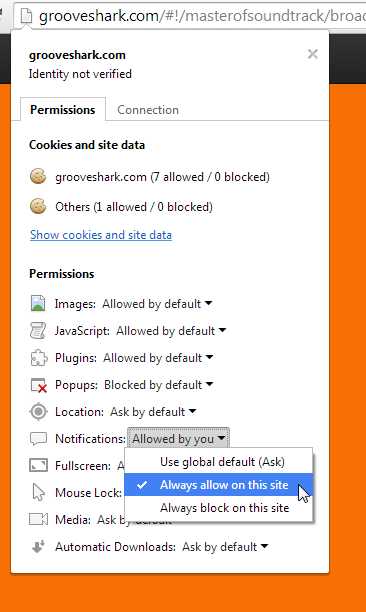 grooveshark.com/#!/masterofsoundtrack/broad
grooveshark.com
Identity not verified
Permissions Connection
Cookies and site data
grooveshark.com (7 allowed / 0 blocked)
Others (1 allowed / 0 blocked)
Show cookies and site data
Permissions
Images: Allowed by default
JavaScript: Allowed by default
Plugins: Allowed by default
Popups: Blocked by default
Location: Ask by default
Notifications: Allowed by you
Use global default (Ask)
Always allow on this site
Always block on this site
Fullscreen: A
Mouse Lock:
Media: Ask by default
Automatic Downloads: Ask by default